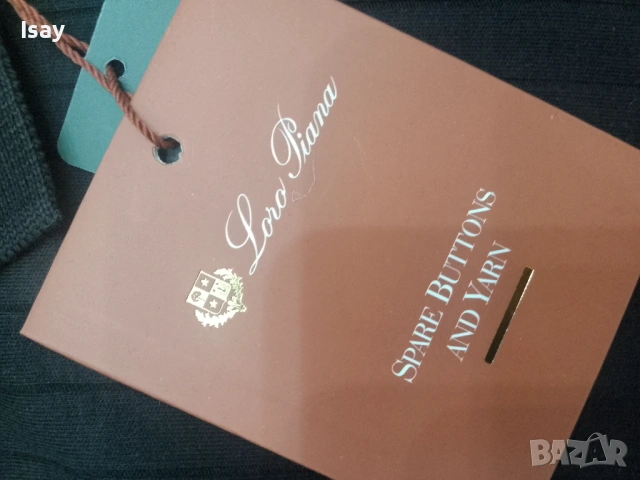 Isay
Loro Piana
SPARE BUTTONS
AND YARN
BAZAR